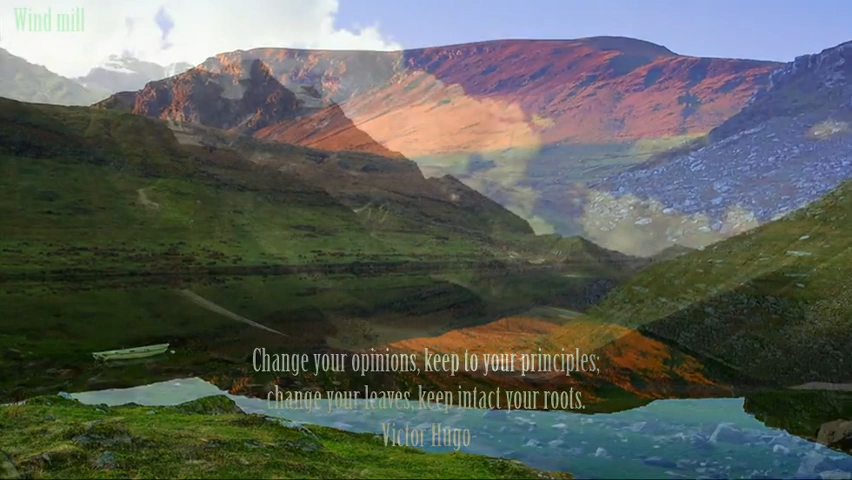 Wind mill
Change your opinions, keep to your principles;
change your leaves, keep intact your roots.
Victor Hugo